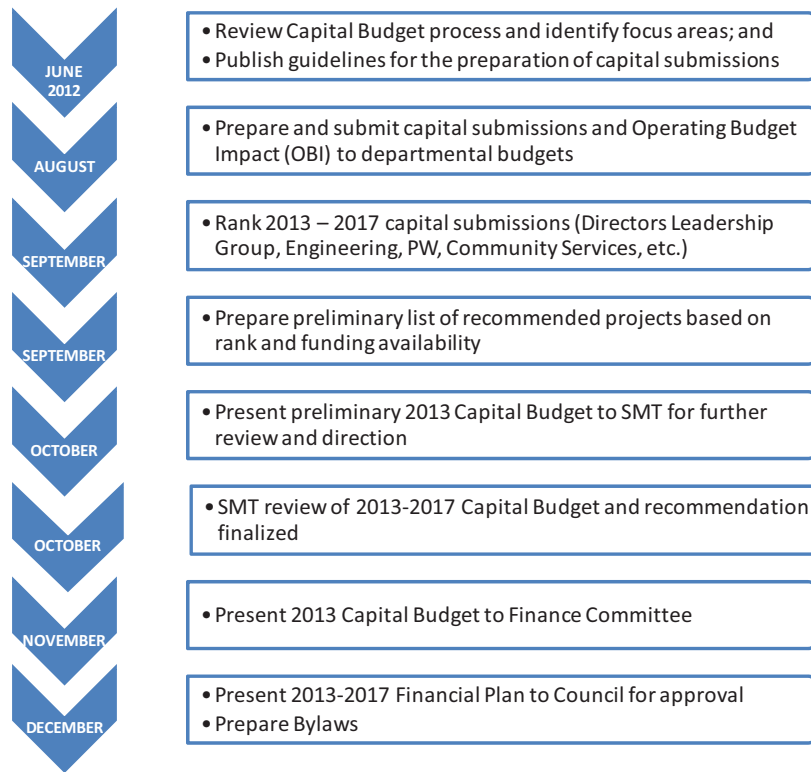 JUNE
2012
• Review Capital Budget process and identify focus areas; and
• Publish guidelines for the preparation of capital submissions
AUGUST
• Prepare and submit capital submissions and Operating Budget
Impact (OBI) to departmental budgets
SEPTEMBER
• Rank 2013 – 2017 capital submissions (Directors Leadership
Group, Engineering, PW, Community Services, etc.)
SEPTEMBER
• Prepare preliminary list of recommended projects based on
rank and funding availability
OCTOBER
• Present preliminary 2013 Capital Budget to SMT for further
review and direction
OCTOBER
• SMT review of 2013-2017 Capital Budget and recommendation
finalized
NOVEMBER
• Present 2013 Capital Budget to Finance Committee
DECEMBER
• Present 2013-2017 Financial Plan to Council for approval
• Prepare Bylaws